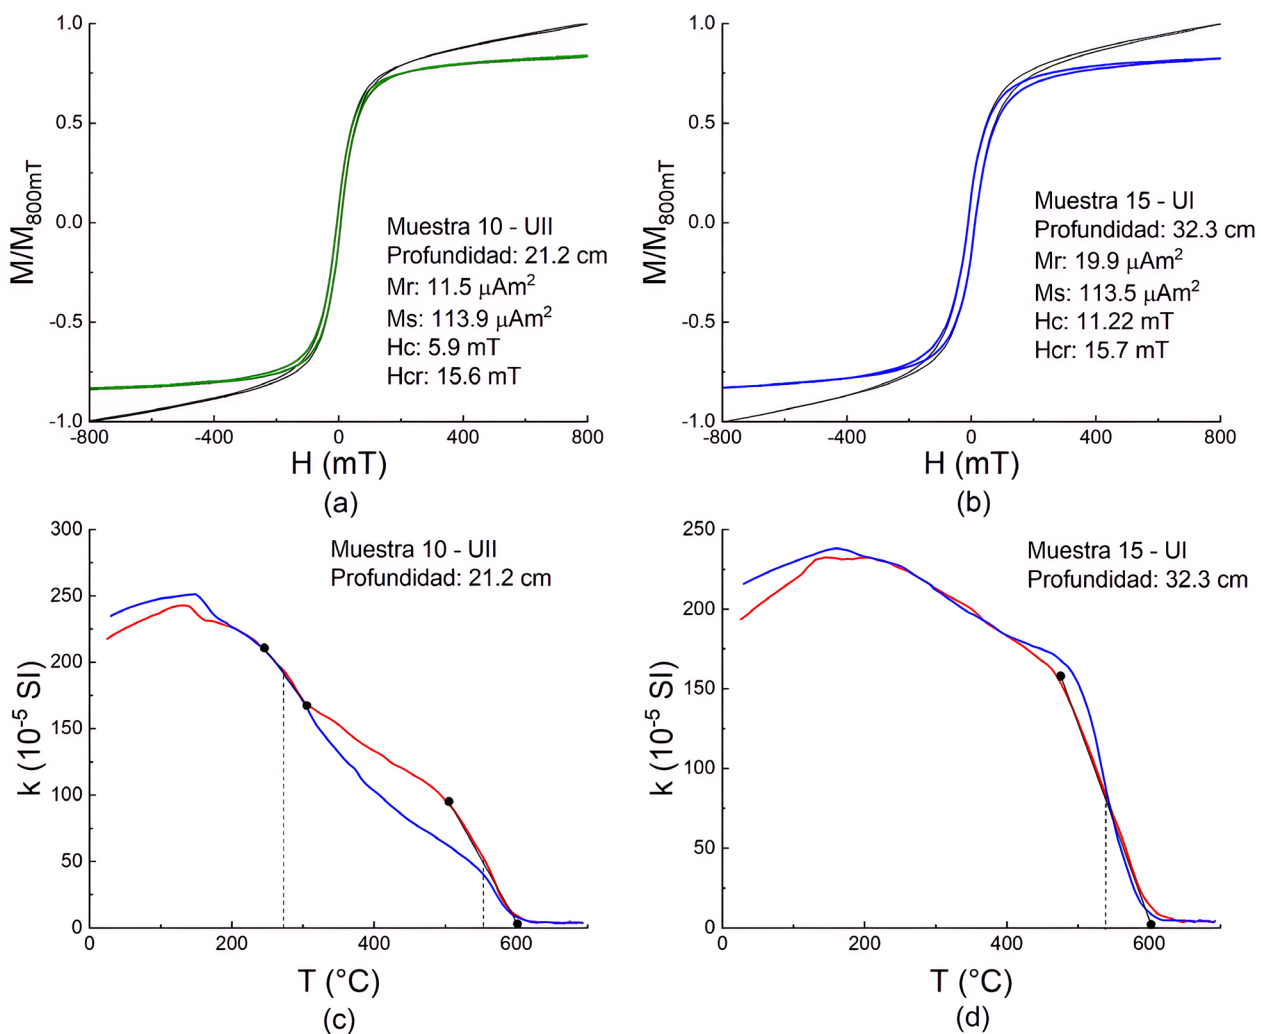 1.0
0.5
0.0
-0.5
-1.0
M/M800mT
-800
-400
0
400
800
H (mT)
Muestra 10 - UII
Profundidad: 21.2 cm
Mr: 11.5 μAm²
Ms: 113.9 μAm²
Hc: 5.9 mT
Hcr: 15.6 mT
(a)
1.0
0.5
0.0
-0.5
-1.0
M/M800mT
-800
-400
0
400
800
H (mT)
Muestra 15 - UI
Profundidad: 32.3 cm
Mr: 19.9 μAm²
Ms: 113.5 μAm²
Hc: 11.22 mT
Hcr: 15.7 mT
(b)
300
250
200
150
100
50
0
k (10⁻⁵ SI)
0
200
400
600
T (°C)
Muestra 10 - UII
Profundidad: 21.2 cm
(c)
250
200
150
100
50
0
k (10⁻⁵ SI)
0
200
400
600
T (°C)
Muestra 15 - UI
Profundidad: 32.3 cm
(d)